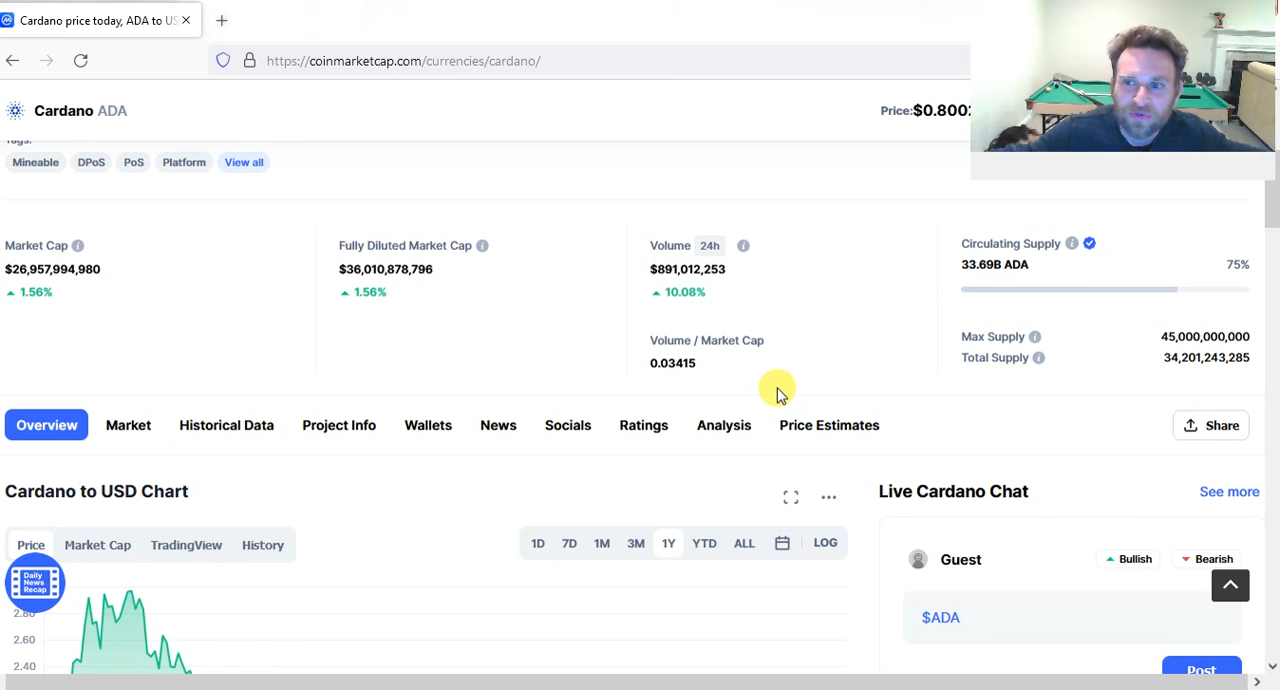 Cardano price today, ADA to US
https://coinmarketcap.com/currencies/cardano/
Cardano ADA
Price:$0.8002
Tags:
Mineable DPoS PoS Platform View all
Market Cap
$26,957,994,980
1.56%
Fully Diluted Market Cap
$36,010,878,796
1.56%
Volume 24h
$891,012,253
10.08%
Volume / Market Cap
0.03415
Circulating Supply
33.69B ADA 75%
Max Supply 45,000,000,000
Total Supply 34,201,243,285
Overview Market Historical Data Project Info Wallets News Socials Ratings Analysis Price Estimates Share
Cardano to USD Chart
Price Market Cap TradingView History
1D 7D 1M 3M 1Y YTD ALL LOG
Daily
News
Recap
2.80
2.60
2.40
Live Cardano Chat See more
Guest Bullish Bearish
$ADA
Post